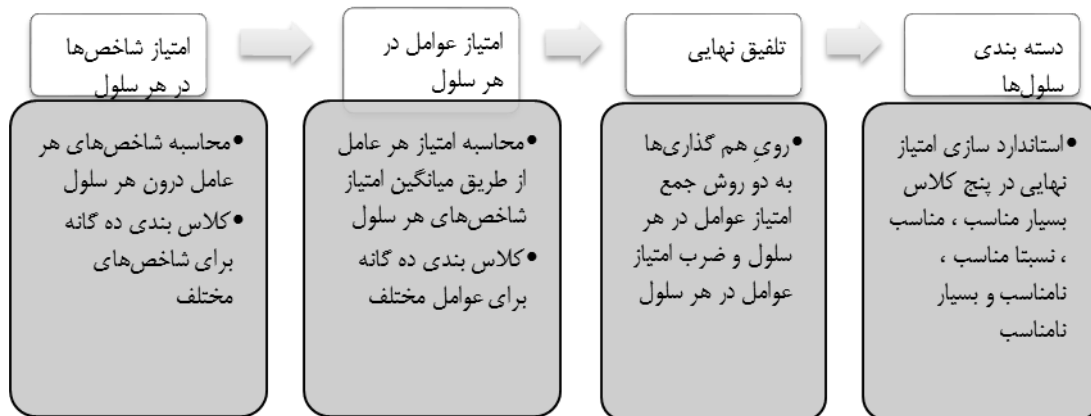 امتیاز شاخص‌ها
در هر سلول
•محاسبه شاخص‌های هر
عامل درون هر سلول
•کلاس بندی ده گانه
برای شاخص‌های
مختلف
امتیاز عوامل در
هر سلول
•محاسبه امتیاز هر عامل
از طریق میانگین امتیاز
شاخص‌های هر سلول
•کلاس بندی ده گانه
برای عوامل مختلف
تلفیق نهایی
•رویِ هم گذاری‌ها
به دو روش جمع
امتیاز عوامل در هر
سلول و ضرب امتیاز
عوامل در هر سلول
دسته بندی
سلول‌ها
•استاندارد سازی امتیاز
نهایی در پنج کلاس
بسیار مناسب ، مناسب
، نسبتا مناسب ،
نامناسب و بسیار
نامناسب